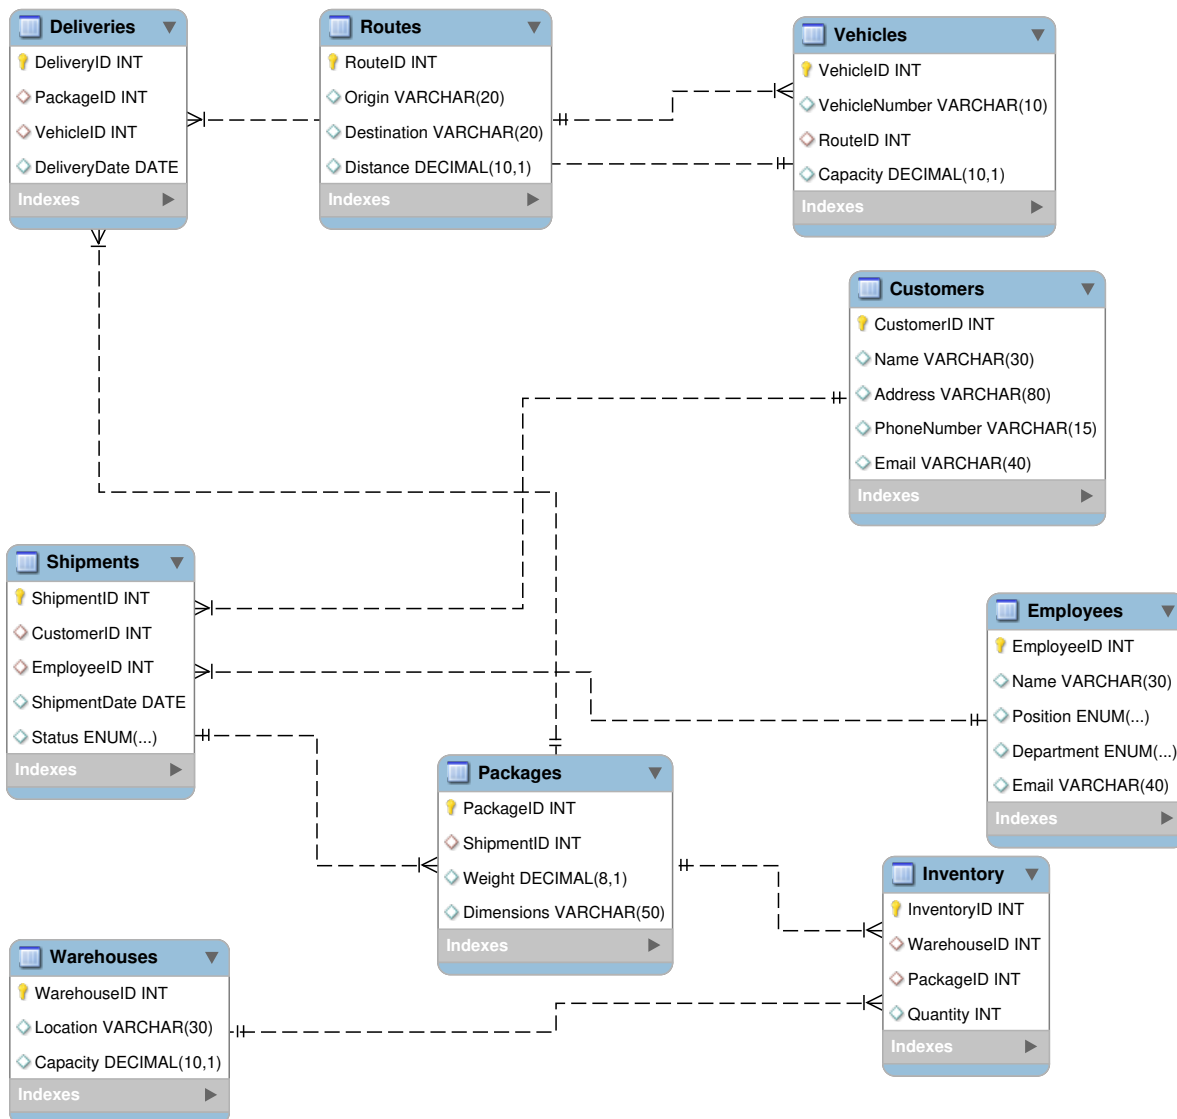 Deliveries
DeliveryID INT
PackageID INT
VehicleID INT
DeliveryDate DATE
Indexes
Routes
RouteID INT
Origin VARCHAR(20)
Destination VARCHAR(20)
Distance DECIMAL(10,1)
Indexes
Vehicles
VehicleID INT
VehicleNumber VARCHAR(10)
RouteID INT
Capacity DECIMAL(10,1)
Indexes
Customers
CustomerID INT
Name VARCHAR(30)
Address VARCHAR(80)
PhoneNumber VARCHAR(15)
Email VARCHAR(40)
Indexes
Shipments
ShipmentID INT
CustomerID INT
EmployeeID INT
ShipmentDate DATE
Status ENUM(...)
Indexes
Employees
EmployeeID INT
Name VARCHAR(30)
Position ENUM(...)
Department ENUM(...)
Email VARCHAR(40)
Indexes
Packages
PackageID INT
ShipmentID INT
Weight DECIMAL(8,1)
Dimensions VARCHAR(50)
Indexes
Inventory
InventoryID INT
WarehouseID INT
PackageID INT
Quantity INT
Indexes
Warehouses
WarehouseID INT
Location VARCHAR(30)
Capacity DECIMAL(10,1)
Indexes